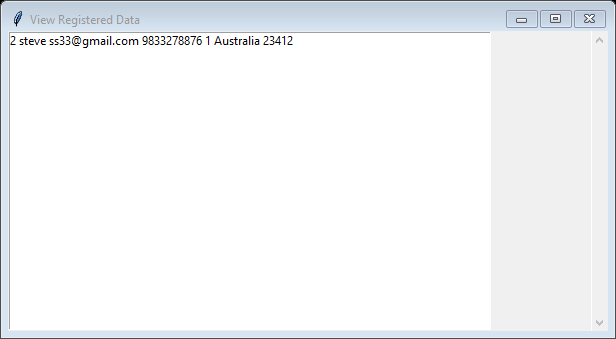 View Registered Data
2 steve ss33@gmail.com 9833278876 1 Australia 23412